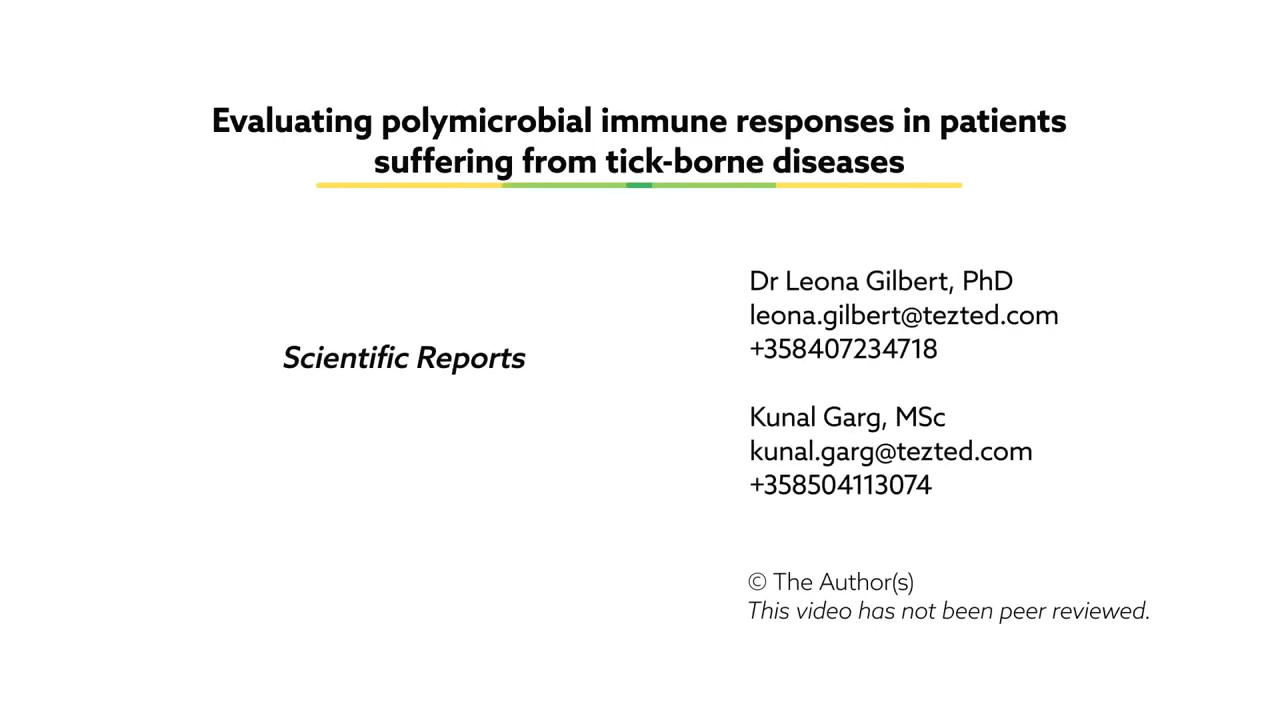 Evaluating polymicrobial immune responses in patients
suffering from tick-borne diseases
Scientific Reports
Dr Leona Gilbert, PhD
leona.gilbert@tezted.com
+358407234718
Kunal Garg, MSc
kunal.garg@tezted.com
+358504113074
© The Author(s)
This video has not been peer reviewed.